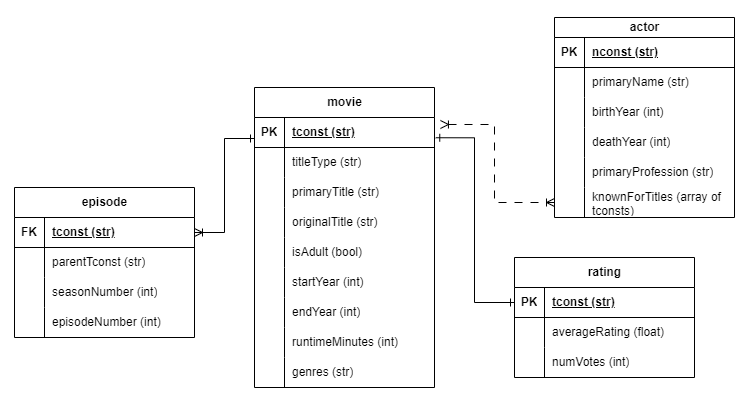 actor
PK nconst (str)
primaryName (str)
birthYear (int)
deathYear (int)
primaryProfession (str)
knownForTitles (array of
tconsts)
movie
PK tconst (str)
titleType (str)
primaryTitle (str)
originalTitle (str)
isAdult (bool)
startYear (int)
endYear (int)
runtimeMinutes (int)
genres (str)
episode
FK tconst (str)
parentTconst (str)
seasonNumber (int)
episodeNumber (int)
rating
PK tconst (str)
averageRating (float)
numVotes (int)